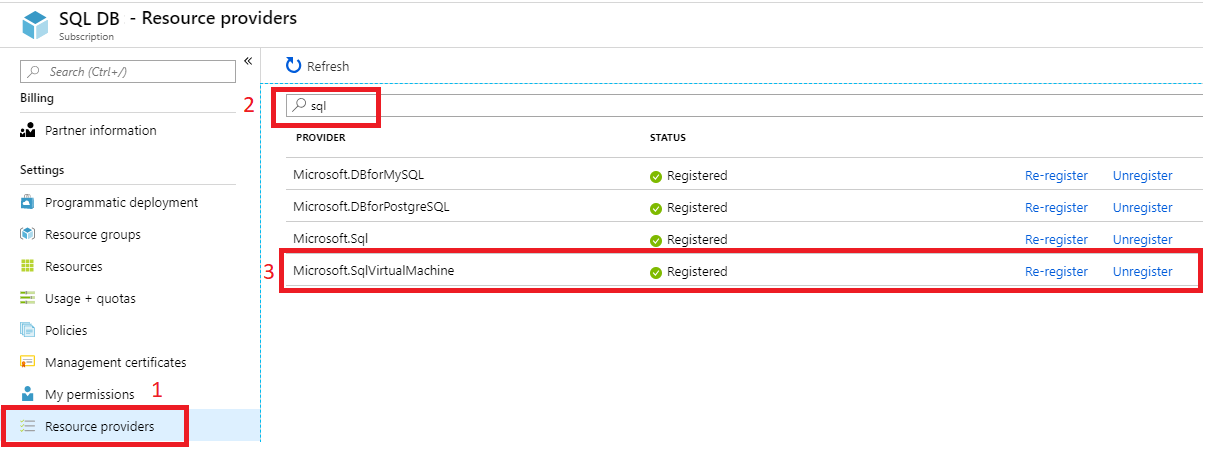 SQL DB - Resource providers
Subscription
Search (Ctrl+/)
«
Billing
Partner information
Settings
Programmatic deployment
Resource groups
Resources
Usage + quotas
Policies
Management certificates
My permissions
1
Resource providers
Refresh
2
sql
PROVIDER STATUS
Microsoft.DBforMySQL Registered Re-register Unregister
Microsoft.DBforPostgreSQL Registered Re-register Unregister
Microsoft.Sql Registered Re-register Unregister
3 Microsoft.SqlVirtualMachine Registered Re-register Unregister